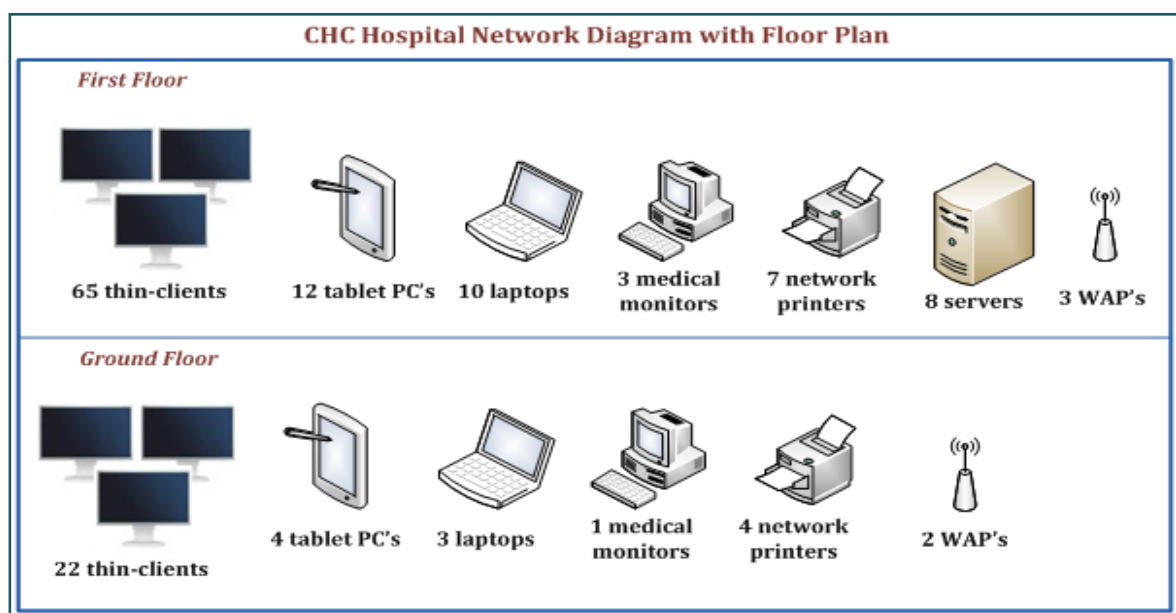 CHC Hospital Network Diagram with Floor Plan
First Floor
65 thin-clients
12 tablet PC's
10 laptops
3 medical
monitors
7 network
printers
8 servers
3 WAP's
Ground Floor
22 thin-clients
4 tablet PC's
3 laptops
1 medical
monitors
4 network
printers
2 WAP's